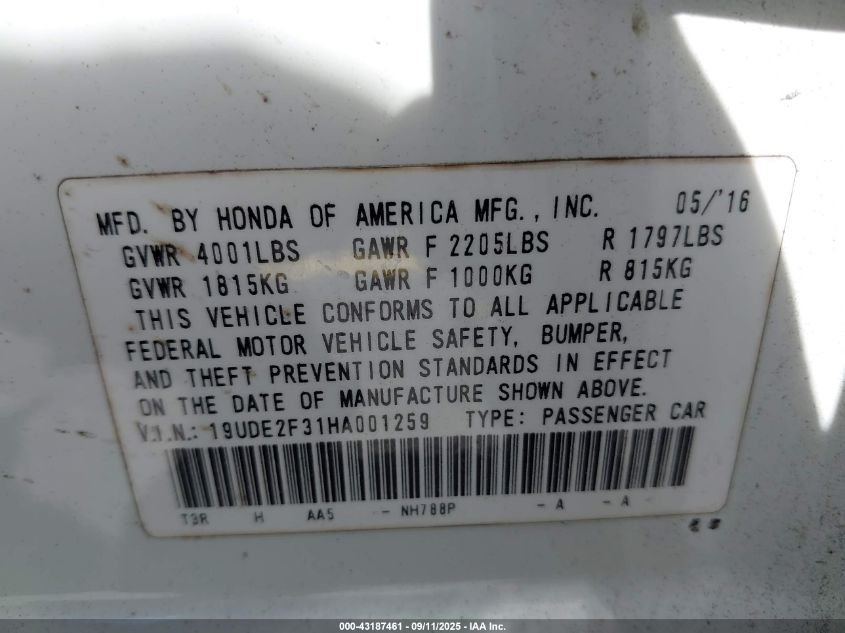 MFD. BY HONDA OF AMERICA MFG., INC. 05/'16
GVWR 4001LBS GAWR F 2205LBS R 1797LBS
GVWR 1815KG GAWR F 1000KG R 815KG
THIS VEHICLE CONFORMS TO ALL APPLICABLE
FEDERAL MOTOR VEHICLE SAFETY, BUMPER,
AND THEFT PREVENTION STANDARDS IN EFFECT
ON THE DATE OF MANUFACTURE SHOWN ABOVE.
V.I.N.: 19UDE2F31HA001259 TYPE: PASSENGER CAR
T3R H AA5 - NH788P - A - A -
000-43187461 - 09/11/2025 - IAA Inc.